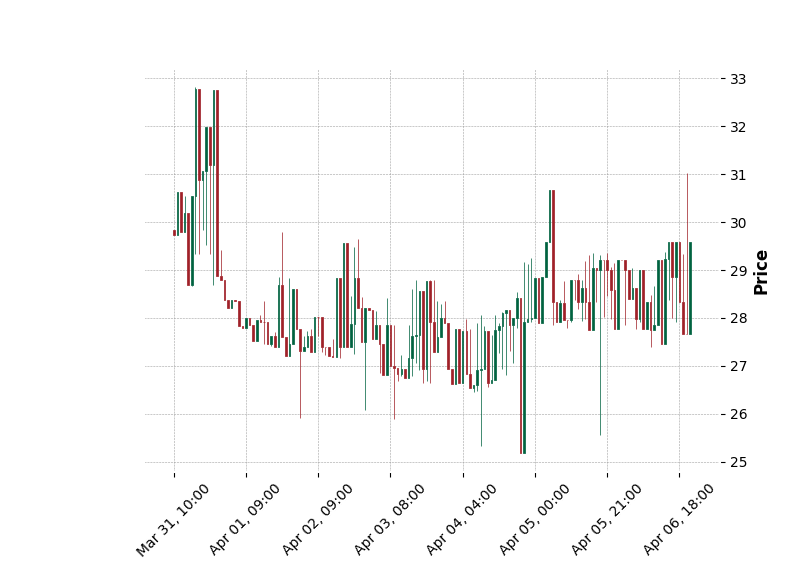 33
32
31
30
29
28
27
26
25
Price
Mar 31, 10:00
Apr 01, 09:00
Apr 02, 09:00
Apr 03, 08:00
Apr 04, 04:00
Apr 05, 00:00
Apr 05, 21:00
Apr 06, 18:00